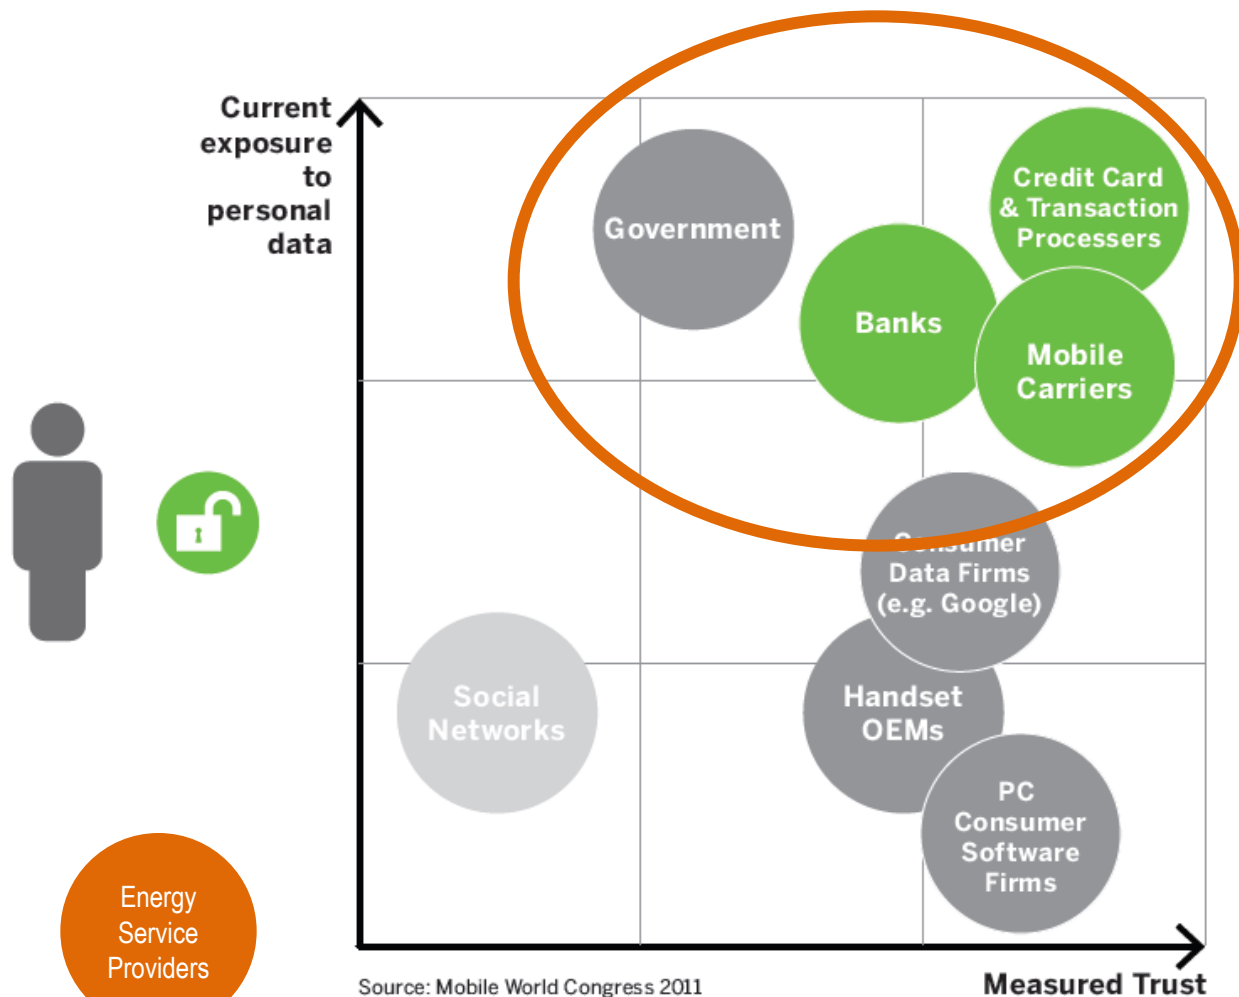 Current
exposure
to
personal
data
Government
Credit Card
& Transaction
Processers
Banks
Mobile
Carriers
Consumer
Data Firms
(e.g. Google)
Social
Networks
Handset
OEMs
PC
Consumer
Software
Firms
Energy
Service
Providers
Source: Mobile World Congress 2011
Measured Trust